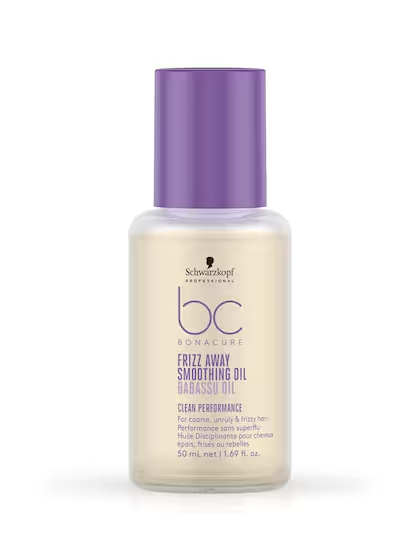 Schwarzkopf
PROFESSIONAL
bc
BONACURE
FRIZZ AWAY
SMOOTHING OIL
BABASSU OIL
CLEAN PERFORMANCE
For coarse, unruly & frizzy hair
Performance sans superflu
Huile Disciplinante pour cheveux
épais, frisés ou rebelles
50 mL net | 1.69 fl. oz.